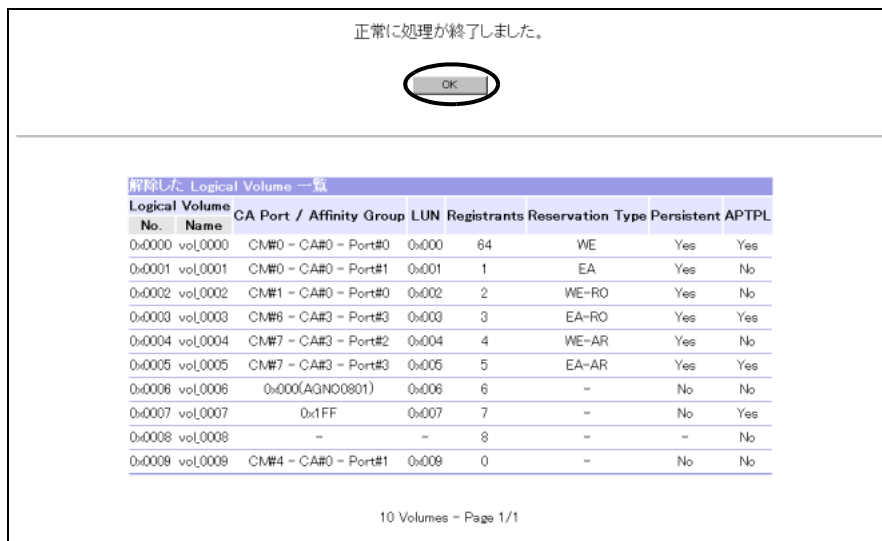 正常に処理が終了しました。
OK
解除した Logical Volume 一覧
Logical Volume CA Port / Affinity Group LUN Registrants Reservation Type Persistent APTPL
No. Name
0x0000 vol_0000 CM#0 - CA#0 - Port#0 0x000 64 WE Yes Yes
0x0001 vol_0001 CM#0 - CA#0 - Port#1 0x001 1 EA Yes No
0x0002 vol_0002 CM#1 - CA#0 - Port#0 0x002 2 WE-RO Yes No
0x0003 vol_0003 CM#6 - CA#3 - Port#3 0x003 3 EA-RO Yes Yes
0x0004 vol_0004 CM#7 - CA#3 - Port#2 0x004 4 WE-AR Yes No
0x0005 vol_0005 CM#7 - CA#3 - Port#3 0x005 5 EA-AR Yes Yes
0x0006 vol_0006 0x000(AGNO0801) 0x006 6 - No No
0x0007 vol_0007 0x1FF 0x007 7 - No Yes
0x0008 vol_0008 - - 8 - - No
0x0009 vol_0009 CM#4 - CA#0 - Port#1 0x009 0 - No No
10 Volumes - Page 1/1